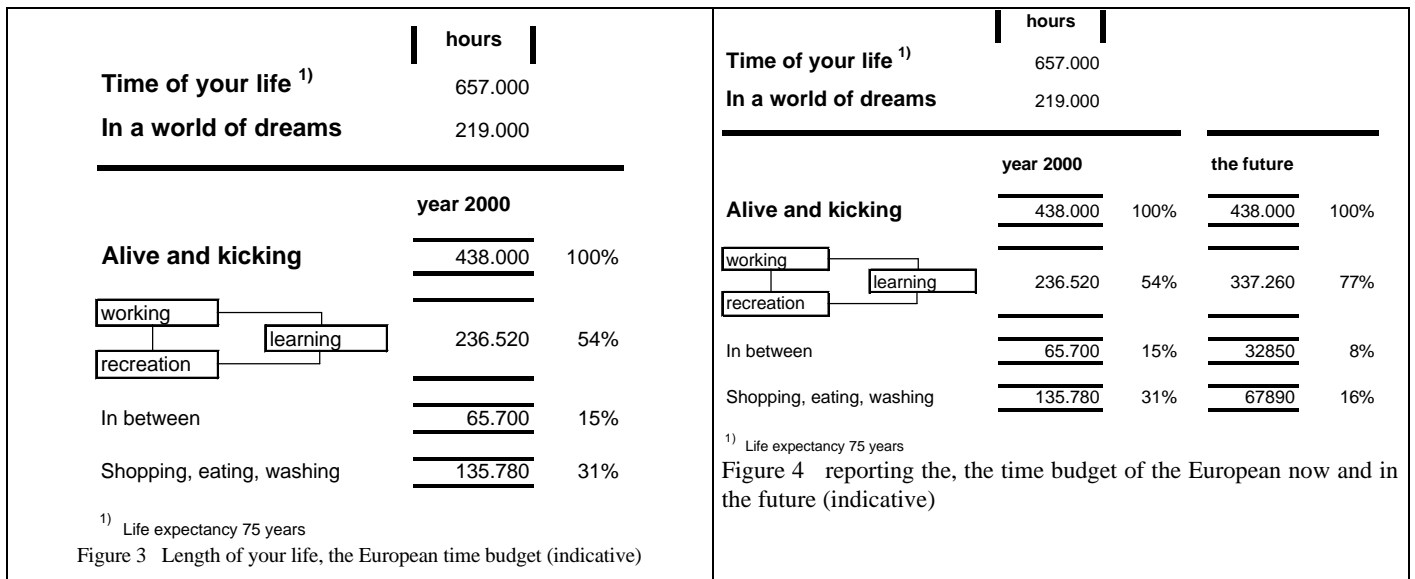 hours
Time of your life 1) 657.000
In a world of dreams 219.000
year 2000
Alive and kicking 438.000 100%
working
learning 236.520 54%
recreation
In between 65.700 15%
Shopping, eating, washing 135.780 31%
1) Life expectancy 75 years
Figure 3 Length of your life, the European time budget (indicative)
hours
Time of your life 1) 657.000
In a world of dreams 219.000
year 2000 the future
Alive and kicking 438.000 100% 438.000 100%
working
learning 236.520 54% 337.260 77%
recreation
In between 65.700 15% 32850 8%
Shopping, eating, washing 135.780 31% 67890 16%
1) Life expectancy 75 years
Figure 4 reporting the, the time budget of the European now and in
the future (indicative)